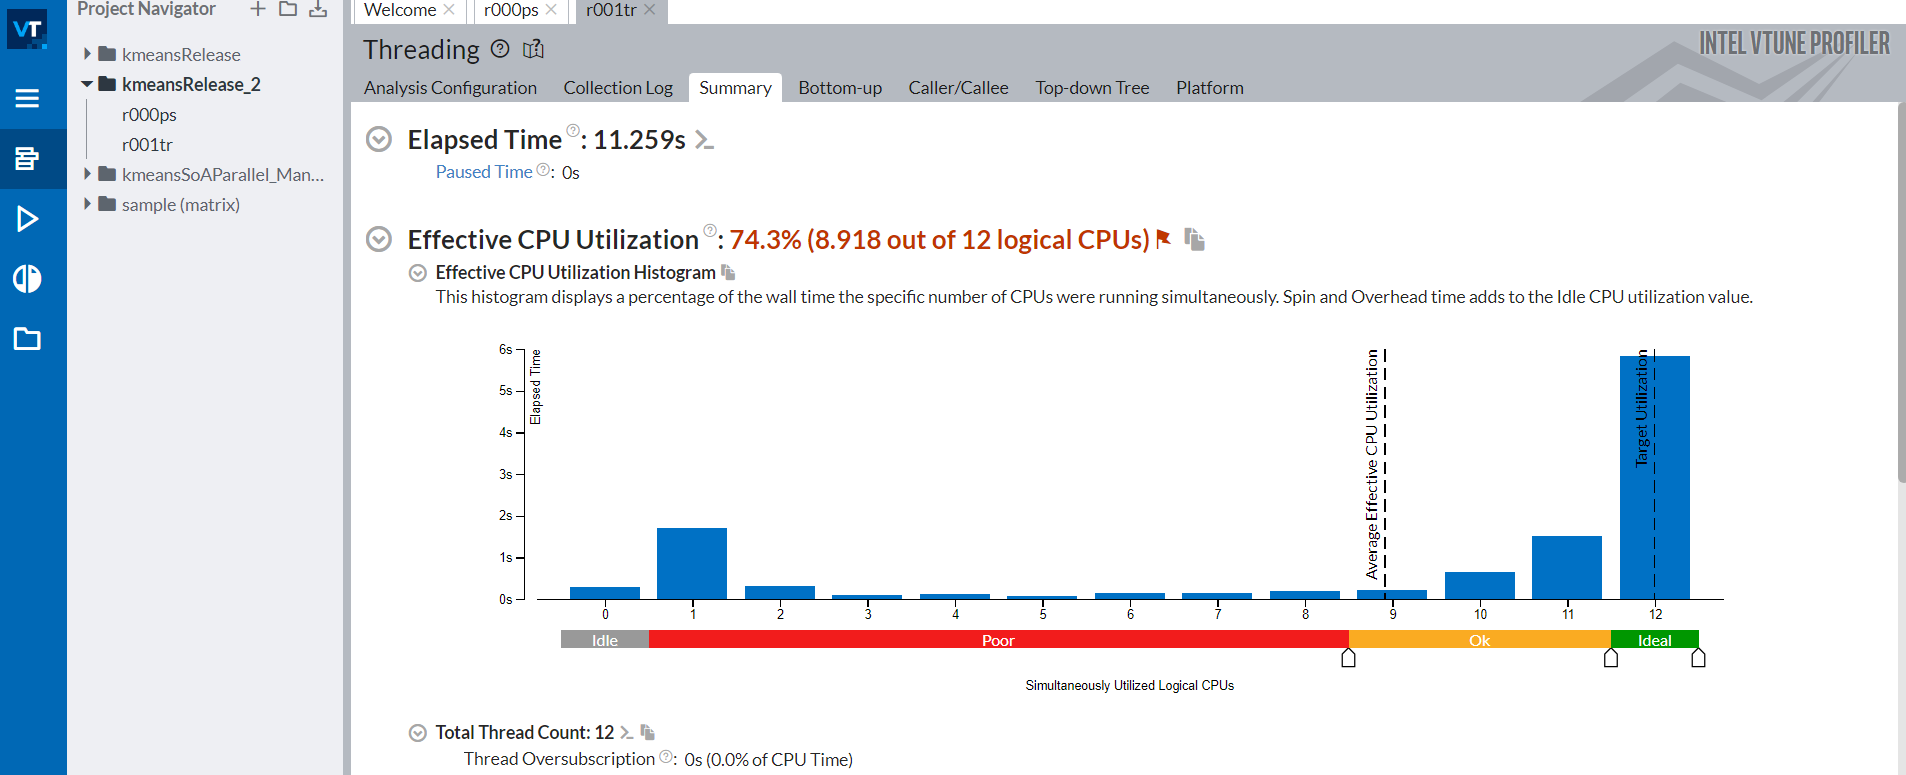 VT
Project Navigator
kmeansRelease
kmeansRelease_2
r000ps
r001tr
kmeansSoAParallel_Man...
sample (matrix)
Welcome
r000ps
r001tr
Threading
INTEL VTUNE PROFILER
Analysis Configuration
Collection Log
Summary
Bottom-up
Caller/Callee
Top-down Tree
Platform
Elapsed Time ? : 11.259s
Paused Time ? : 0s
Effective CPU Utilization ? : 74.3% (8.918 out of 12 logical CPUs)
Effective CPU Utilization Histogram
This histogram displays a percentage of the wall time the specific number of CPUs were running simultaneously. Spin and Overhead time adds to the Idle CPU utilization value.
6s
5s
4s
3s
2s
1s
0s
Elapsed Time
Average Effective CPU Utilization
Target Utilization
0 1 2 3 4 5 6 7 8 9 10 11 12
Idle Poor Ok Ideal
Simultaneously Utilized Logical CPUs
Total Thread Count: 12
Thread Oversubscription ? : 0s (0.0% of CPU Time)